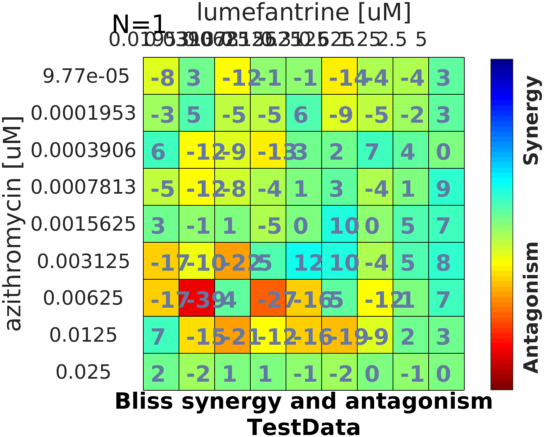 lumefantrine [uM]
N=1
9.77e-05 -8 3 -12 -1 -1 -14 -4 -4 3
0.0001953 -3 5 -5 -5 6 -9 -5 -2 3
0.0003906 6 -12 -9 -13 3 2 7 4 0
0.0007813 -5 -12 -8 -4 1 3 -4 1 9
0.0015625 3 -1 1 -5 0 10 0 5 7
0.003125 -17 -10 -22 5 12 10 -4 5 8
0.00625 -17 -39 4 -27 -16 5 -12 1 7
0.0125 7 -15 -21 -12 -16 -19 -9 2 3
0.025 2 -2 1 1 -1 -2 0 -1 0
azithromycin [uM]
Synergy
Antagonism
Bliss synergy and antagonism
TestData